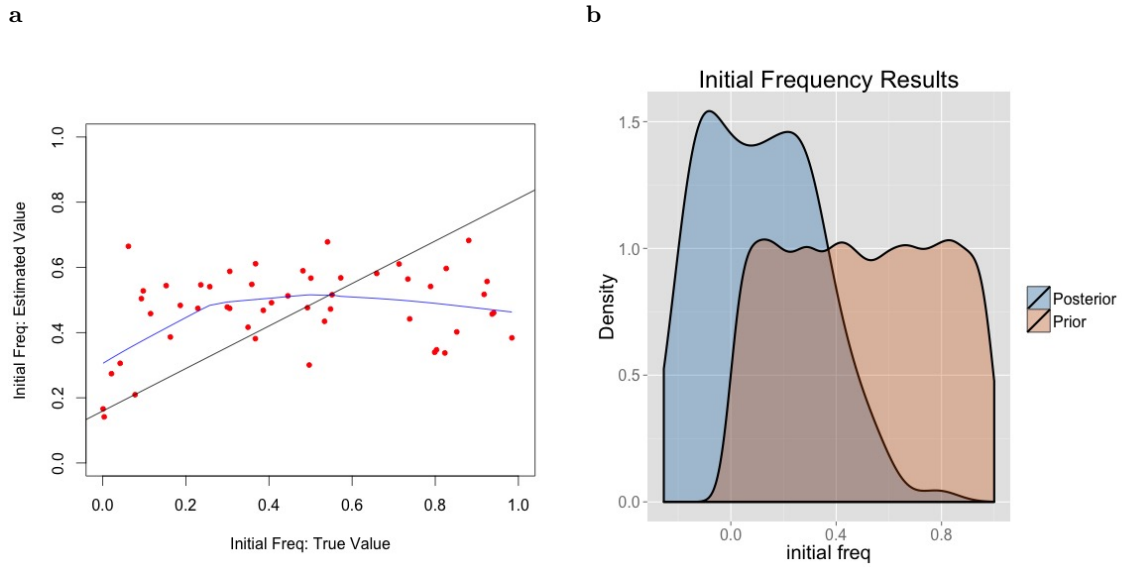 a
b
Initial Freq: Estimated Value
1.0
0.8
0.6
0.4
0.2
0.0
0.0 0.2 0.4 0.6 0.8 1.0
Initial Freq: True Value
Initial Frequency Results
Density
1.5
1.0
0.5
0.0
0.0 0.4 0.8
initial freq
Posterior
Prior